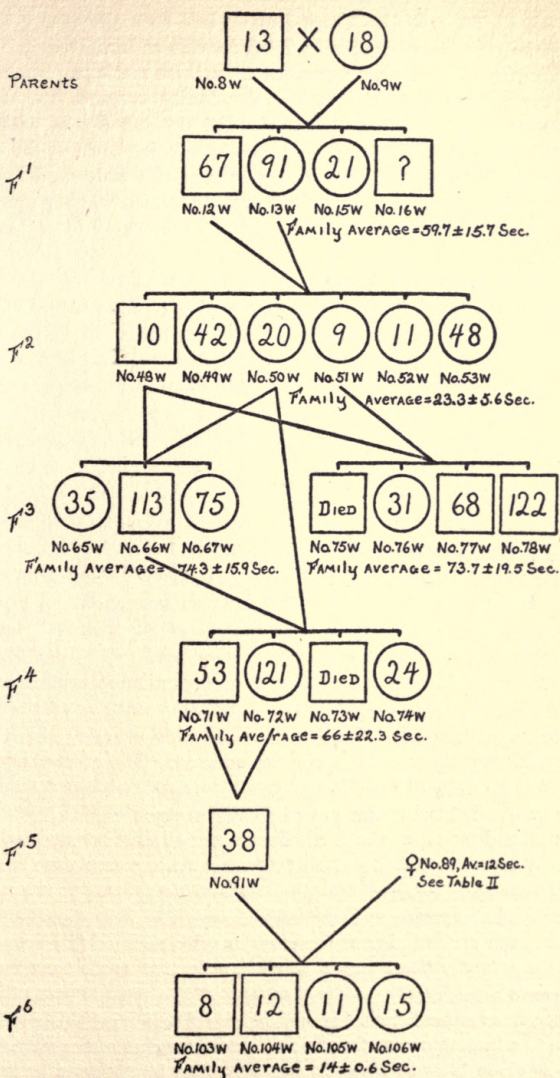 13 X 18
PARENTS
No.8W No.9W
F1
67 91 21 ?
No.12W No.13W No.15W No.16W
FAMILY AVERAGE=59.7±15.7 Sec.
F2
10 42 20 9 11 48
No.48W No.49W No.50W No.51W No.52W No.53W
FAMILY AVERAGE=23.3±5.6 Sec.
F3
35 113 75 DIED 31 68 122
No.65W No.66W No.67W No.75W No.76W No.77W No.78W
FAMILY AVERAGE= 74.3±15.9 Sec. FAMILY AVERAGE = 73.7±19.5 Sec.
F4
53 121 DIED 24
No.71W No.72W No.73W No.74W
FAMILY AVERAGE=66±22.3 Sec.
F5
38
No.91W
♀No.89, Av.=12Sec.
See Table II
F6
8 12 11 15
No.103W No.104W No.105W No.106W
FAMILY AVERAGE = 14±0.6 Sec.